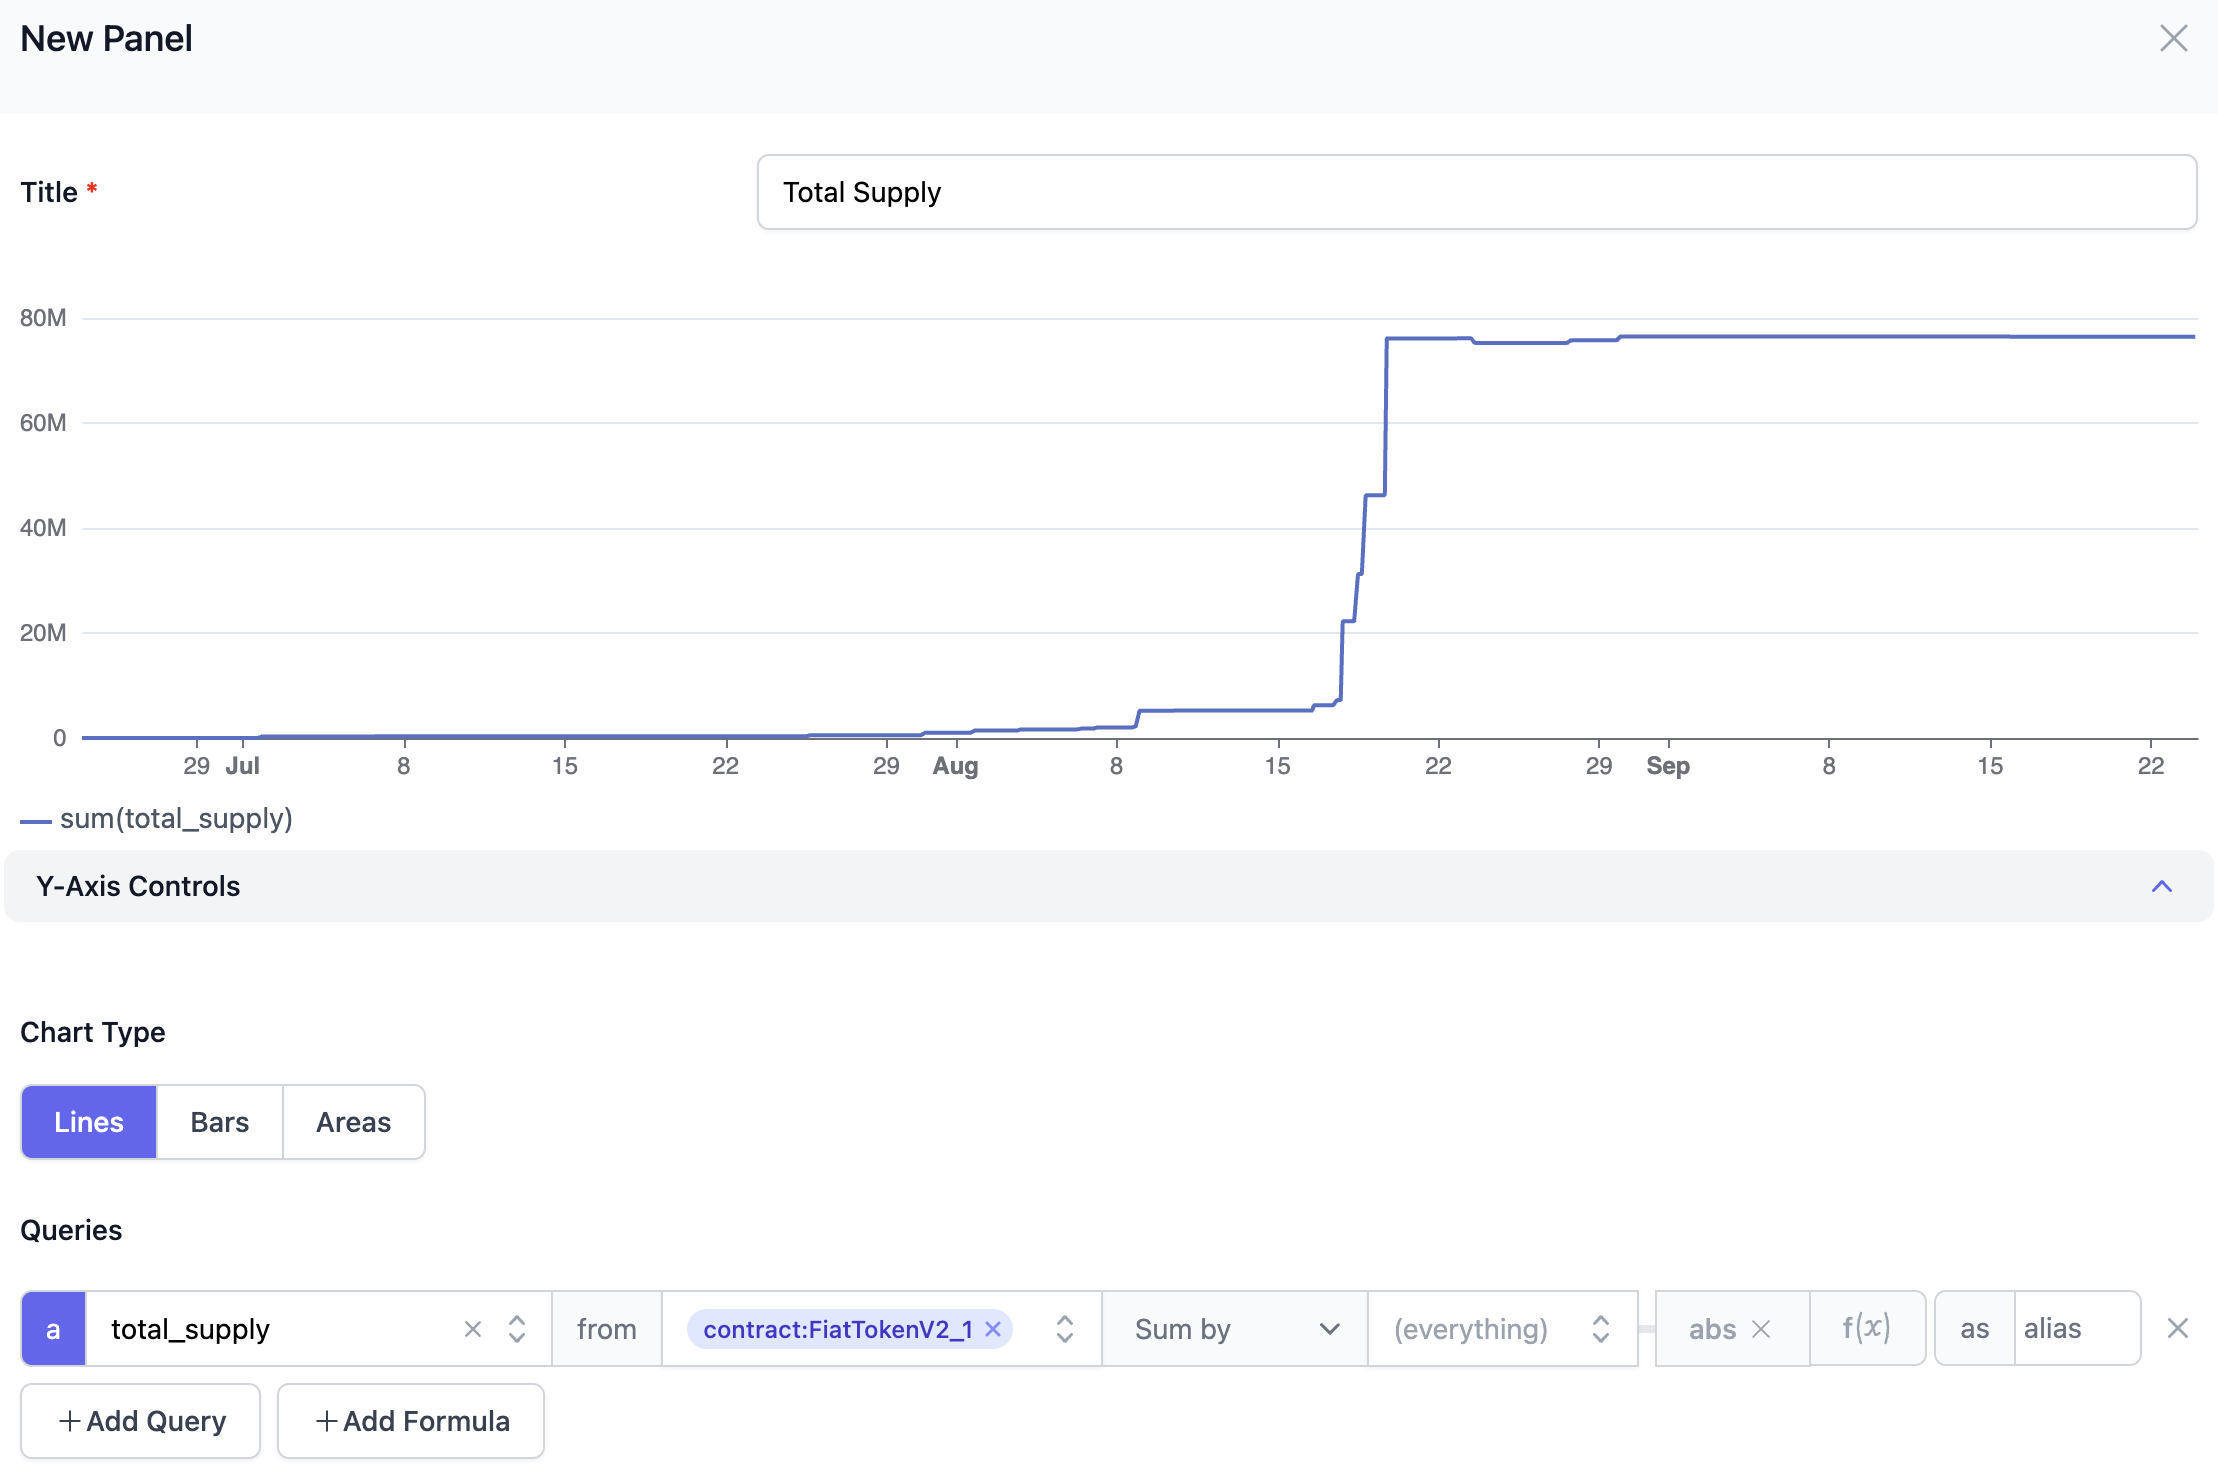 New Panel
Title *
Total Supply
80M
60M
40M
20M
0
29 Jul 8 15 22 29 Aug 8 15 22 29 Sep 8 15 22
sum(total_supply)
Y-Axis Controls
Chart Type
Lines Bars Areas
Queries
a total_supply from contract:FiatTokenV2_1 Sum by (everything) abs f(x) as alias
+Add Query +Add Formula